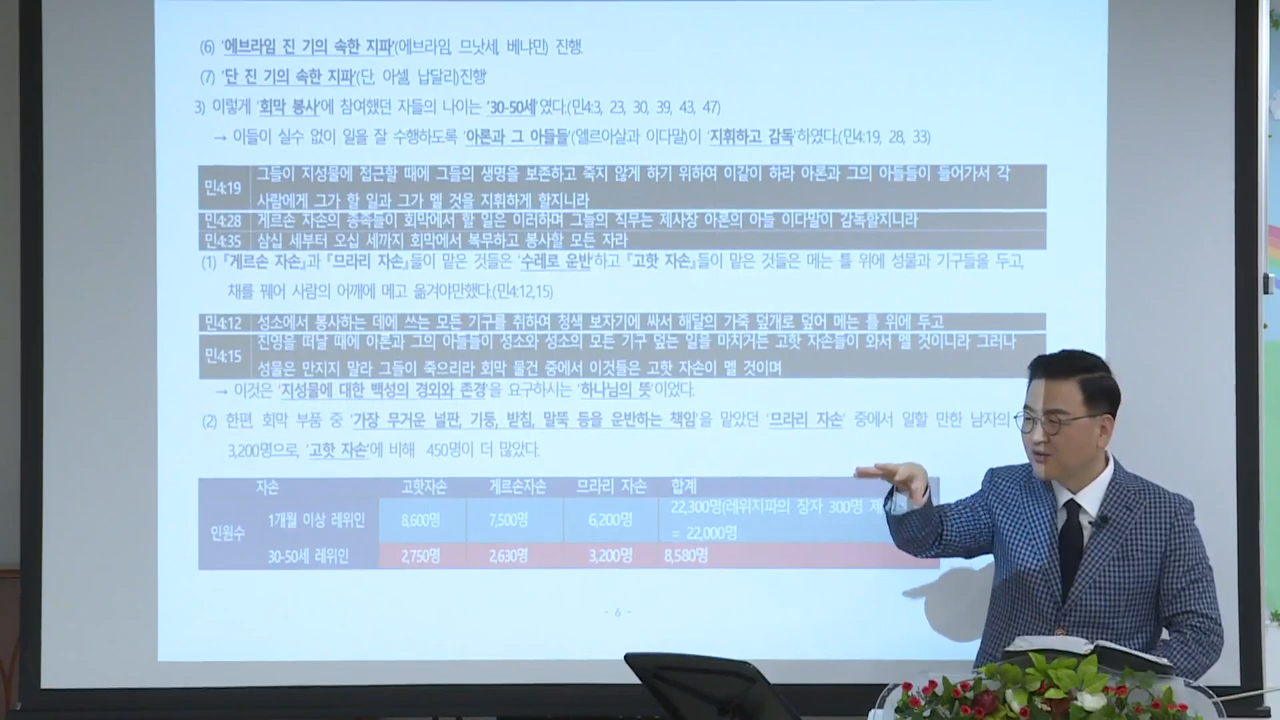 (6) '에브라임 진 기의 속한 지파'(에브라임, 므낫세, 베냐민) 진행.
(7) '단 진 기의 속한 지파'(단, 아셀, 납달리)진행
3) 이렇게 '회막 봉사'에 참여했던 자들의 나이는 '30-50세'였다.(민4:3, 23, 30, 39, 43, 47)
→ 이들이 실수 없이 일을 잘 수행하도록 '아론과 그 아들들'(엘르아살과 이다말)이 '지휘하고 감독'하였다.(민4:19, 28, 33)
민4:19 그들이 지성물에 접근할 때에 그들의 생명을 보존하고 죽지 않게 하기 위하여 이같이 하라 아론과 그의 아들들이 들어가서 각
사람에게 그가 할 일과 그가 멜 것을 지휘하게 할지니라
민4:28 게르손 자손의 종족들이 회막에서 할 일은 이러하며 그들의 직무는 제사장 아론의 아들 이다말이 감독할지니라
민4:35 삼십 세부터 오십 세까지 회막에서 복무하고 봉사할 모든 자라
(1) 『게르손 자손』과 『므라리 자손』들이 맡은 것들은 '수레로 운반'하고 『고핫 자손』들이 맡은 것들은 메는 틀 위에 성물과 기구들을 두고,
채를 꿰어 사람의 어깨에 메고 옮겨야만했다.(민4:12,15)
민4:12 성소에서 봉사하는 데에 쓰는 모든 기구를 취하여 청색 보자기에 싸서 해달의 가죽 덮개로 덮어 메는 틀 위에 두고
민4:15 진영을 떠날 때에 아론과 그의 아들들이 성소와 성소의 모든 기구 덮는 일을 마치거든 고핫 자손들이 와서 멜 것이니라 그러나
성물은 만지지 말라 그들이 죽으리라 회막 물건 중에서 이것들은 고핫 자손이 멜 것이며
→ 이것은 '지성물에 대한 백성의 경외와 존경'을 요구하시는 '하나님의 뜻'이었다.
(2) 한편 회막 부품 중 '가장 무거운 널판, 기둥, 받침, 말뚝 등을 운반하는 책임'을 맡았던 '므라리 자손' 중에서 일할 만한 남자의
3,200명으로, '고핫 자손'에 비해 450명이 더 많았다.
자손 고핫자손 게르손자손 므라리 자손 합계
인원수 1개월 이상 레위인 8,600명 7,500명 6,200명 22,300명(레위지파의 장자 300명 제
= 22,000명
30-50세 레위인 2,750명 2,630명 3,200명 8,580명
- 6 -